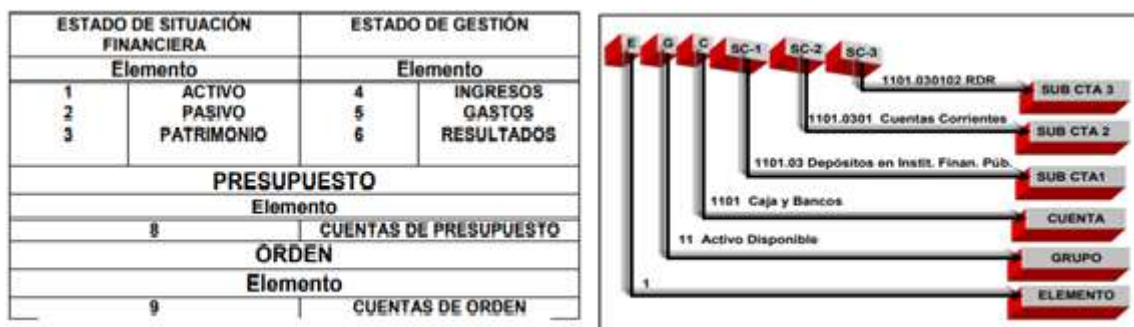 ESTADO DE SITUACIÓN FINANCIERA
ESTADO DE GESTIÓN
Elemento
Elemento
1 ACTIVO 4 INGRESOS
2 PASIVO 5 GASTOS
3 PATRIMONIO 6 RESULTADOS
PRESUPUESTO
Elemento
8 CUENTAS DE PRESUPUESTO
ORDEN
Elemento
9 CUENTAS DE ORDEN
E G C SC-1 SC-2 SC-3
1101.030102 RDR
SUB CTA 3
1101.0301 Cuentas Corrientes
SUB CTA 2
1101.03 Depósitos en Instit. Finan. Púb.
SUB CTA1
1101 Caja y Bancos
CUENTA
11 Activo Disponible
GRUPO
1
ELEMENTO